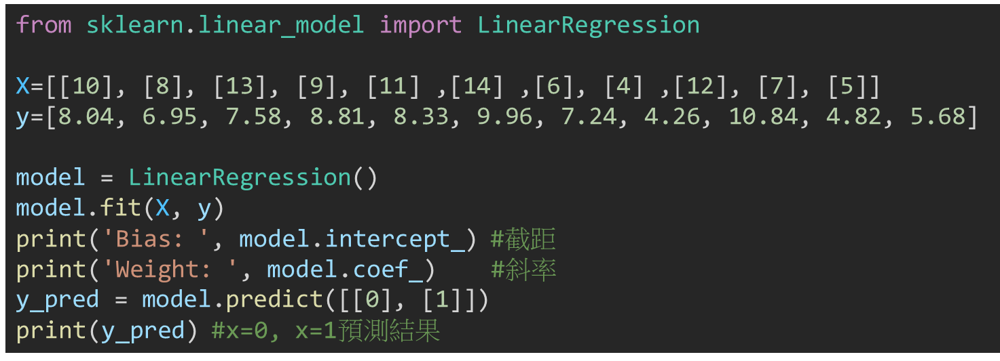 from sklearn.linear_model import LinearRegression
X=[[10], [8], [13], [9], [11] ,[14] ,[6], [4] ,[12], [7], [5]]
y=[8.04, 6.95, 7.58, 8.81, 8.33, 9.96, 7.24, 4.26, 10.84, 4.82, 5.68]
model = LinearRegression()
model.fit(X, y)
print('Bias: ', model.intercept_) #截距
print('Weight: ', model.coef_)    #斜率
y_pred = model.predict([[0], [1]])
print(y_pred) #x=0, x=1預測結果